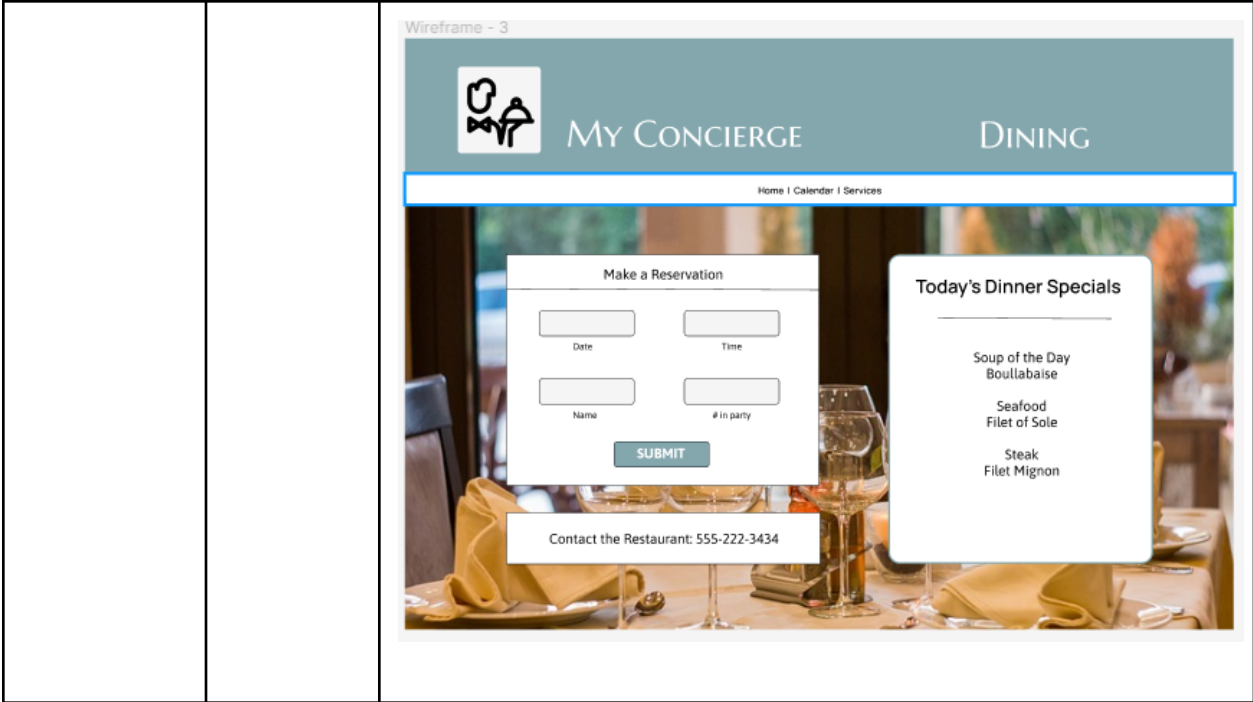 Wireframe - 3
My Concierge
Dining
Home | Calendar | Services
Make a Reservation
Date
Time
Name
# in party
SUBMIT
Contact the Restaurant: 555-222-3434
Today's Dinner Specials
Soup of the Day
Boullabaise
Seafood
Filet of Sole
Steak
Filet Mignon